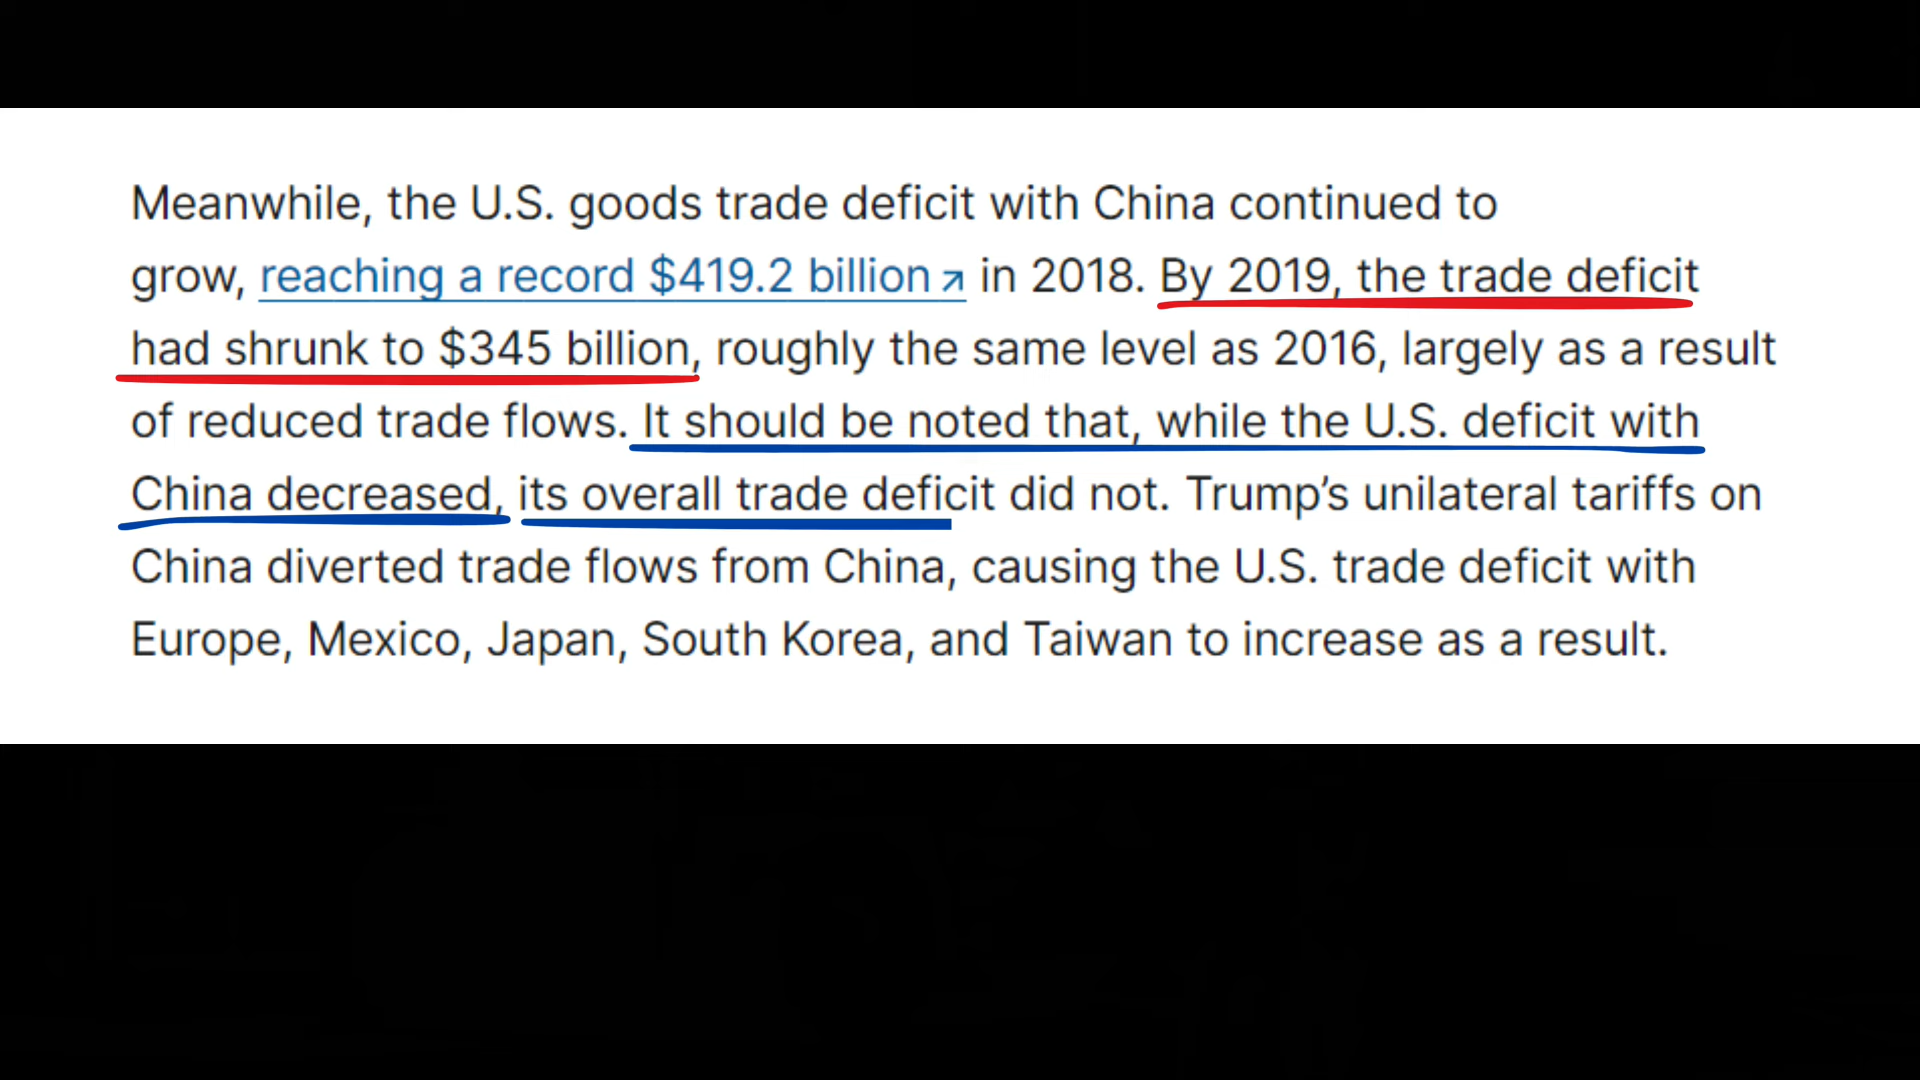 Meanwhile, the U.S. goods trade deficit with China continued to
grow, reaching a record $419.2 billion↗ in 2018. By 2019, the trade deficit
had shrunk to $345 billion, roughly the same level as 2016, largely as a result
of reduced trade flows. It should be noted that, while the U.S. deficit with
China decreased, its overall trade deficit did not. Trump’s unilateral tariffs on
China diverted trade flows from China, causing the U.S. trade deficit with
Europe, Mexico, Japan, South Korea, and Taiwan to increase as a result.